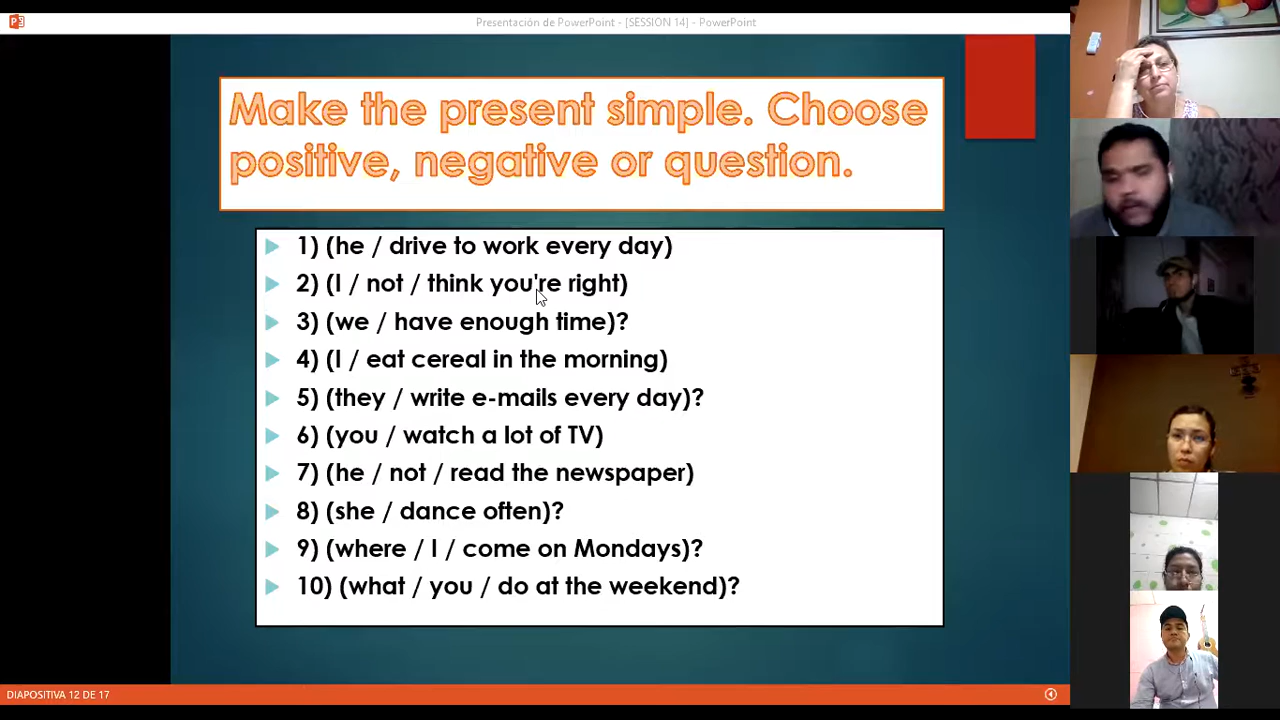 Presentación de PowerPoint - [SESSION 14] - PowerPoint
Make the present simple. Choose
positive, negative or question.
1) (he / drive to work every day)
2) (I / not / think you're right)
3) (we / have enough time)?
4) (I / eat cereal in the morning)
5) (they / write e-mails every day)?
6) (you / watch a lot of TV)
7) (he / not / read the newspaper)
8) (she / dance often)?
9) (where / I / come on Mondays)?
10) (what / you / do at the weekend)?
DIAPOSITIVA 12 DE 17